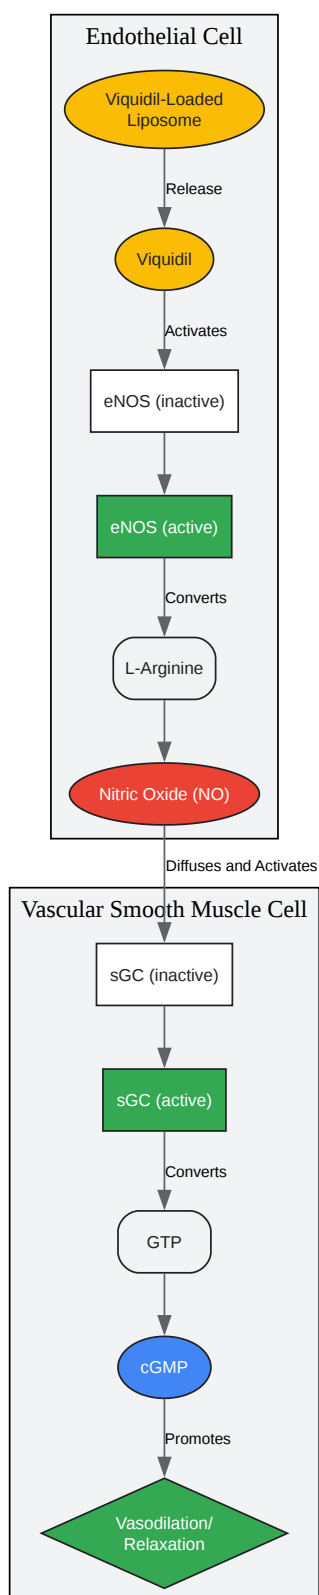 Endothelial Cell
Viquidil-Loaded
Liposome
Release
Viquidil
Activates
eNOS (inactive)
eNOS (active)
Converts
L-Arginine
Nitric Oxide (NO)
Diffuses and Activates
Vascular Smooth Muscle Cell
sGC (inactive)
sGC (active)
Converts
GTP
cGMP
Promotes
Vasodilation/
Relaxation